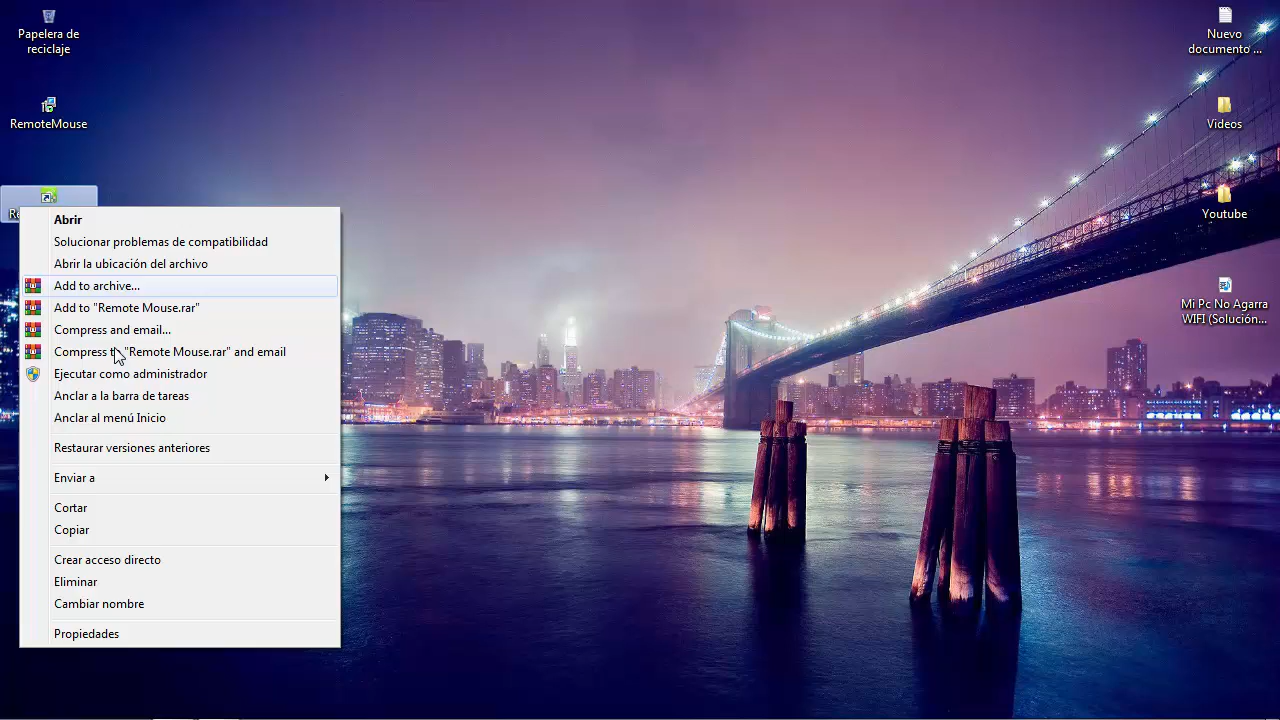 Papelera de
reciclaje
RemoteMouse
Abrir
Solucionar problemas de compatibilidad
Abrir la ubicación del archivo
Add to archive...
Add to "Remote Mouse.rar"
Compress and email...
Compress "Remote Mouse.rar" and email
Ejecutar como administrador
Anclar a la barra de tareas
Anclar al menú Inicio
Restaurar versiones anteriores
Enviar a
Cortar
Copiar
Crear acceso directo
Eliminar
Cambiar nombre
Propiedades
Nuevo
documento ...
Videos
Youtube
Mi Pc No Agarra
WIFI (Solución...